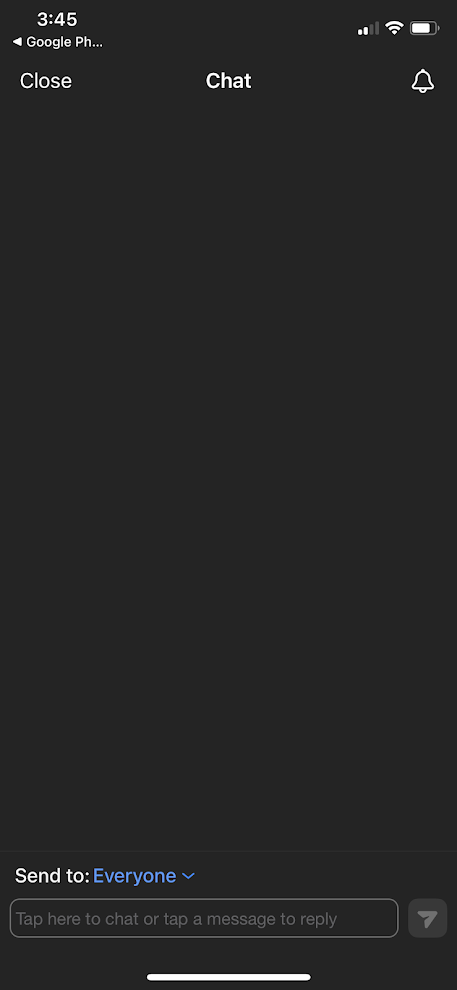 3:45
◀ Google Ph...
Close Chat
Send to: Everyone
Tap here to chat or tap a message to reply